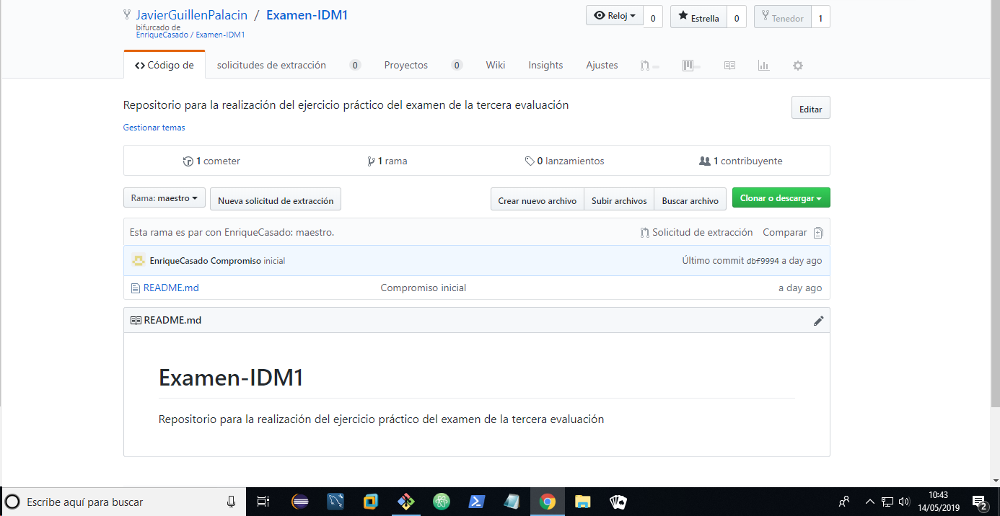 JavierGuillenPalacin / Examen-IDM1
bifurcado de
EnriqueCasado / Examen-IDM1
Reloj 0 Estrella 0 Tenedor 1
Código de solicitudes de extracción 0 Proyectos 0 Wiki Insights Ajustes
Repositorio para la realización del ejercicio práctico del examen de la tercera evaluación
Editar
Gestionar temas
1 cometer 1 rama 0 lanzamientos 1 contribuyente
Rama: maestro Nueva solicitud de extracción Crear nuevo archivo Subir archivos Buscar archivo Clonar o descargar
Esta rama es par con EnriqueCasado: maestro. Solicitud de extracción Comparar
EnriqueCasado Compromiso inicial Último commit dbf9994 a day ago
README.md Compromiso inicial a day ago
README.md
Examen-IDM1
Repositorio para la realización del ejercicio práctico del examen de la tercera evaluación
Escribe aquí para buscar
10:43
14/05/2019
2